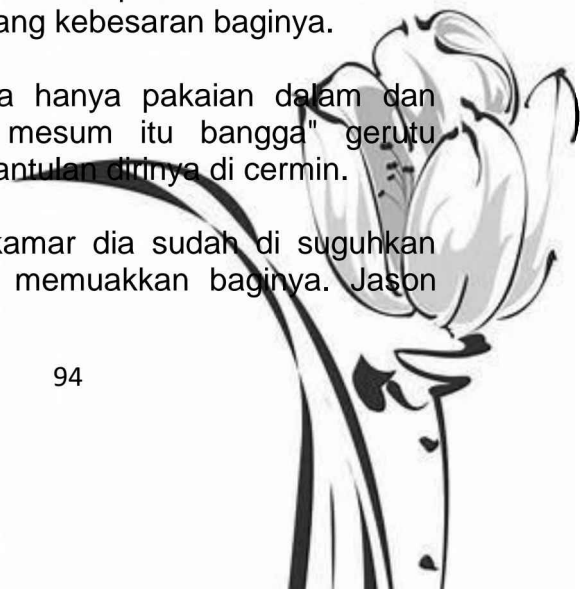 ang kebesaran baginya.
a hanya pakaian dalam dan
mesum itu bangga" gerutu
antulan dirinya di cermin.
kamar dia sudah di suguhkan
memuakkan baginya. Jason
94